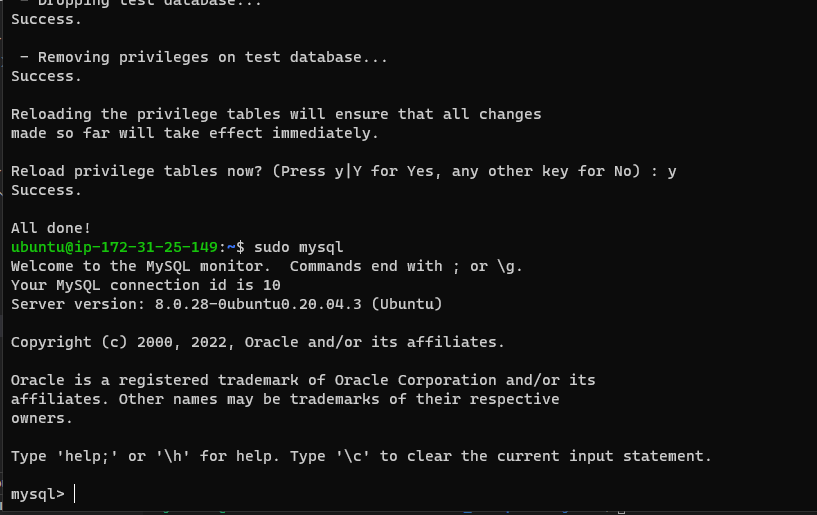 - Dropping test database...
Success.
- Removing privileges on test database...
Success.
Reloading the privilege tables will ensure that all changes
made so far will take effect immediately.
Reload privilege tables now? (Press y|Y for Yes, any other key for No) : y
Success.
All done!
ubuntu@ip-172-31-25-149:~$ sudo mysql
Welcome to the MySQL monitor.  Commands end with ; or \g.
Your MySQL connection id is 10
Server version: 8.0.28-0ubuntu0.20.04.3 (Ubuntu)
Copyright (c) 2000, 2022, Oracle and/or its affiliates.
Oracle is a registered trademark of Oracle Corporation and/or its
affiliates. Other names may be trademarks of their respective
owners.
Type 'help;' or '\h' for help. Type '\c' to clear the current input statement.
mysql>